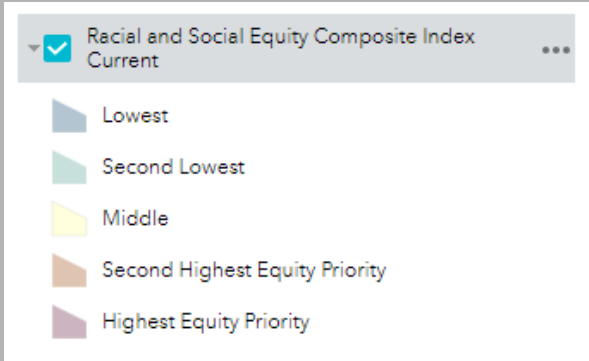 Racial and Social Equity Composite Index
Current
Lowest
Second Lowest
Middle
Second Highest Equity Priority
Highest Equity Priority